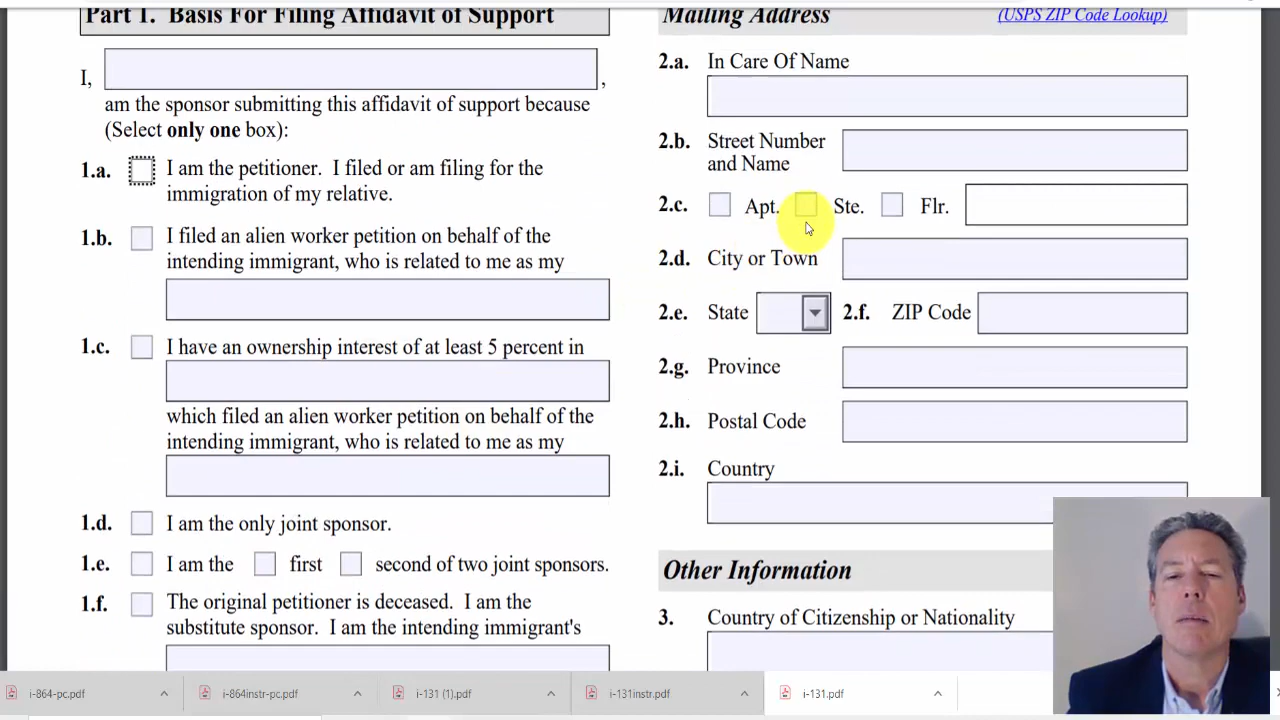 Part 1. Basis For Filing Affidavit of Support
I,
,
am the sponsor submitting this affidavit of support because
(Select only one box):
1.a. I am the petitioner. I filed or am filing for the
immigration of my relative.
1.b. I filed an alien worker petition on behalf of the
intending immigrant, who is related to me as my
1.c. I have an ownership interest of at least 5 percent in
which filed an alien worker petition on behalf of the
intending immigrant, who is related to me as my
1.d. I am the only joint sponsor.
1.e. I am the first second of two joint sponsors.
1.f. The original petitioner is deceased. I am the
substitute sponsor. I am the intending immigrant's
Mailing Address (USPS ZIP Code Lookup)
2.a. In Care Of Name
2.b. Street Number
and Name
2.c. Apt. Ste. Flr.
2.d. City or Town
2.e. State 2.f. ZIP Code
2.g. Province
2.h. Postal Code
2.i. Country
Other Information
3. Country of Citizenship or Nationality
i-864-pc.pdf
i-864instr-pc.pdf
i-131 (1).pdf
i-131instr.pdf
i-131.pdf